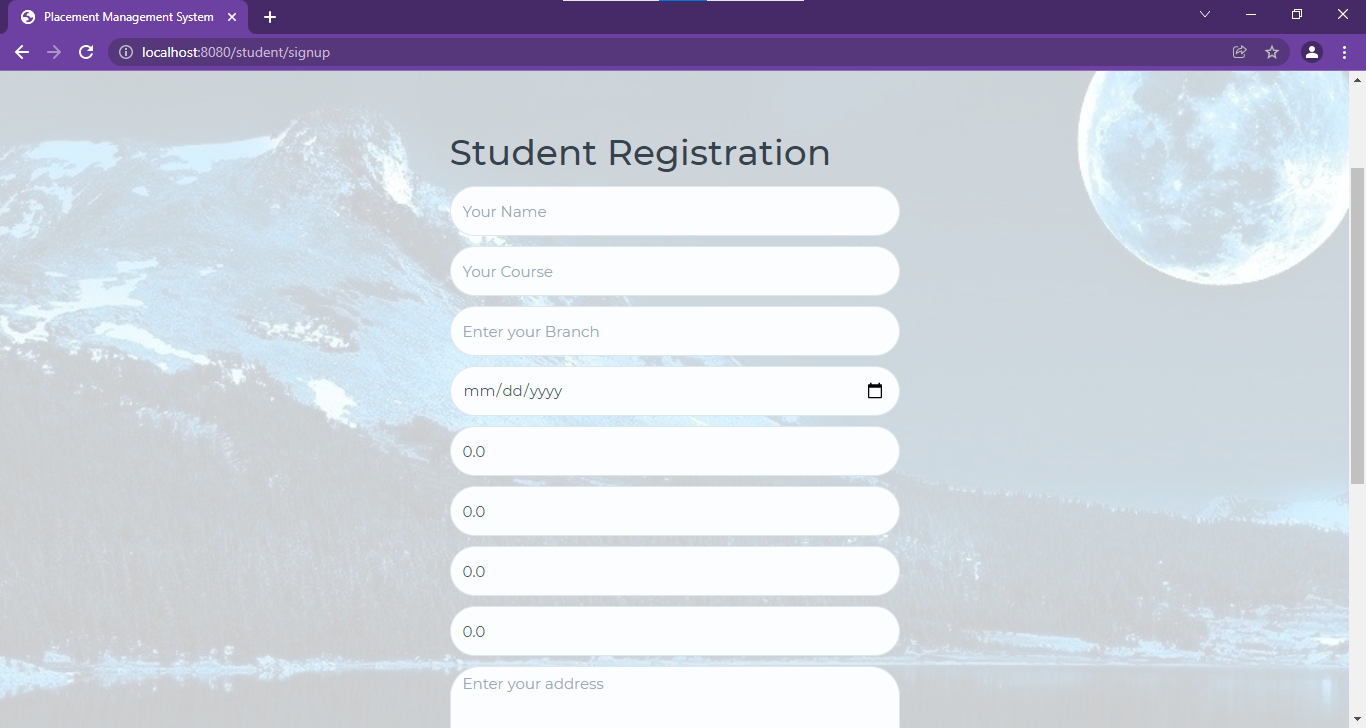 Placement Management System
localhost:8080/student/signup
Student Registration
Your Name
Your Course
Enter your Branch
mm/dd/yyyy
0.0
0.0
0.0
0.0
Enter your address